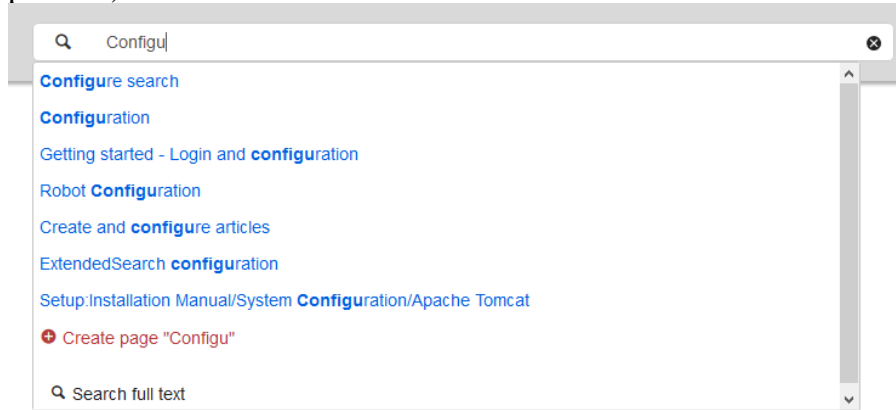 Configu
Configure search
Configuration
Getting started - Login and configuration
Robot Configuration
Create and configure articles
ExtendedSearch configuration
Setup:Installation Manual/System Configuration/Apache Tomcat
Create page "Configu"
Search full text